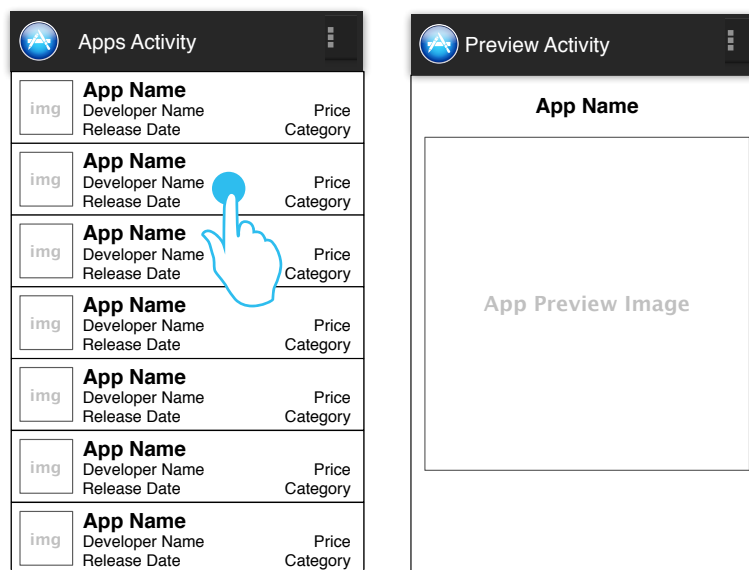 Apps Activity
img
App Name
Developer Name Price
Release Date Category
img
App Name
Developer Name Price
Release Date Category
img
App Name
Developer Name Price
Release Date Category
img
App Name
Developer Name Price
Release Date Category
img
App Name
Developer Name Price
Release Date Category
img
App Name
Developer Name Price
Release Date Category
img
App Name
Developer Name Price
Release Date Category
Preview Activity
App Name
App Preview Image